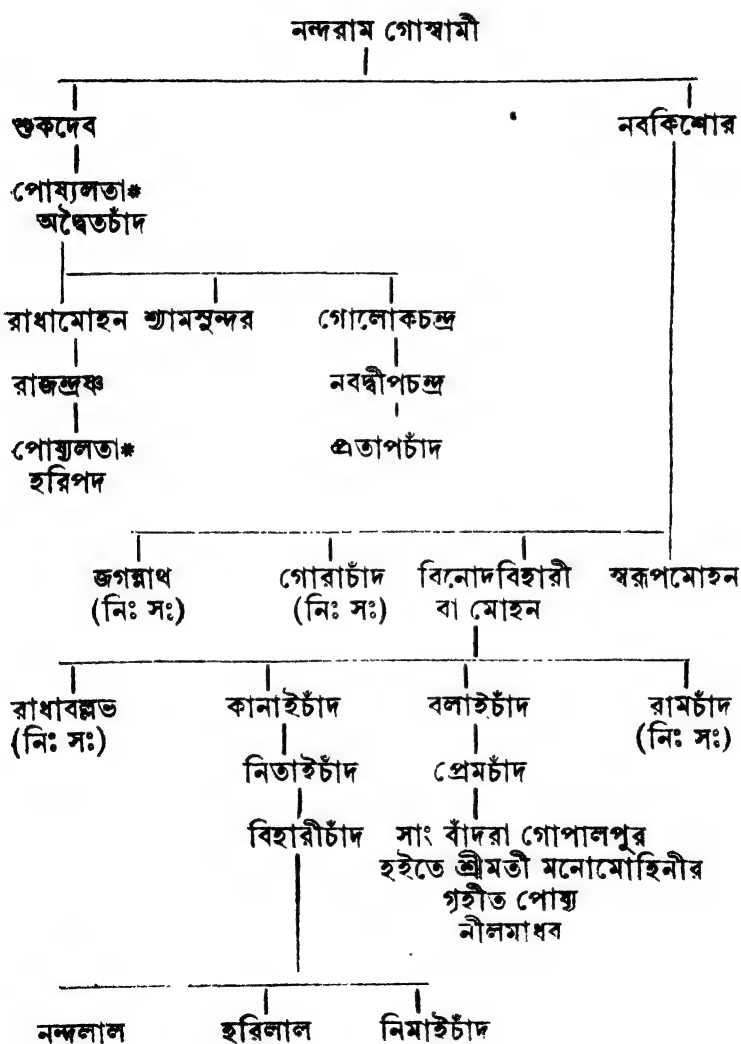 নন্দরাম গোস্বামী
শুকদেব নবকিশোর
পোষ্যলতা*
অদ্বৈতচাঁদ
রাধামোহন শ্যামসুন্দর গোলোকচন্দ্র
রাজন্দ্রষ্ণ নবদ্বীপচন্দ্র
পোষ্যলতা* প্রতাপচাঁদ
হরিপদ
জগন্নাথ গোরাচাঁদ বিনোদবিহারী স্বরূপমোহন
(নিঃ সঃ) (নিঃ সঃ) বা মোহন
রাধাবল্লভ কানাইচাঁদ বলাইচাঁদ রামচাঁদ
(নিঃ সঃ) (নিঃ সঃ)
নিতাইচাঁদ প্রেমচাঁদ
বিহারীচাঁদ সাং বাঁদরা গোপালপুর
হইতে শ্রীমতী মনোমোহিনীর
গৃহীত পোষ্য
নীলমাধব
নন্দলাল হরিলাল নিমাইচাঁদ